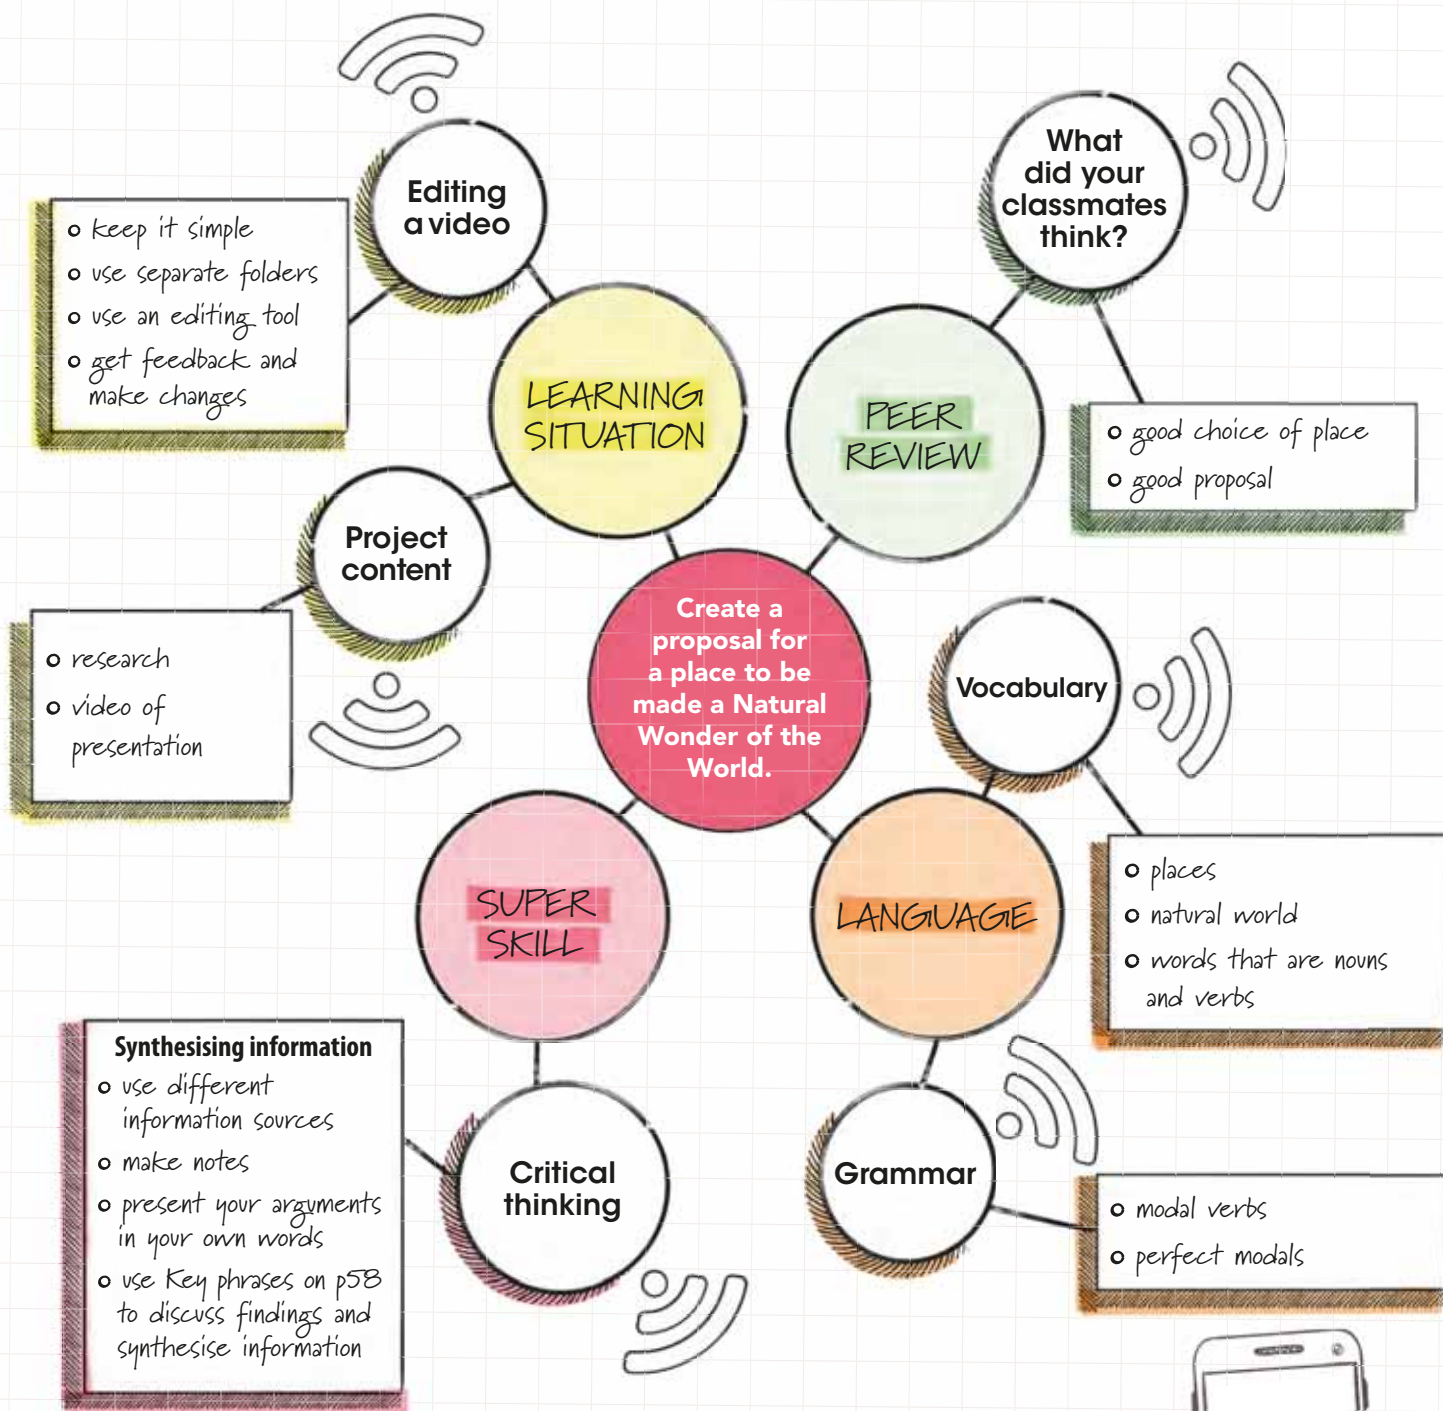 Editing
a video
keep it simple
use separate folders
use an editing tool
get feedback and
make changes
LEARNING
SITUATION
Project
content
research
video of
presentation
What
did your
classmates
think?
PEER
REVIEW
good choice of place
good proposal
Create a
proposal for
a place to be
made a Natural
Wonder of the
World.
Vocabulary
places
natural world
words that are nouns
and verbs
LANGUAGE
Grammar
modal verbs
perfect modals
SUPER
SKILL
Critical
thinking
Synthesising information
use different
information sources
make notes
present your arguments
in your own words
use Key phrases on p58
to discuss findings and
synthesise information